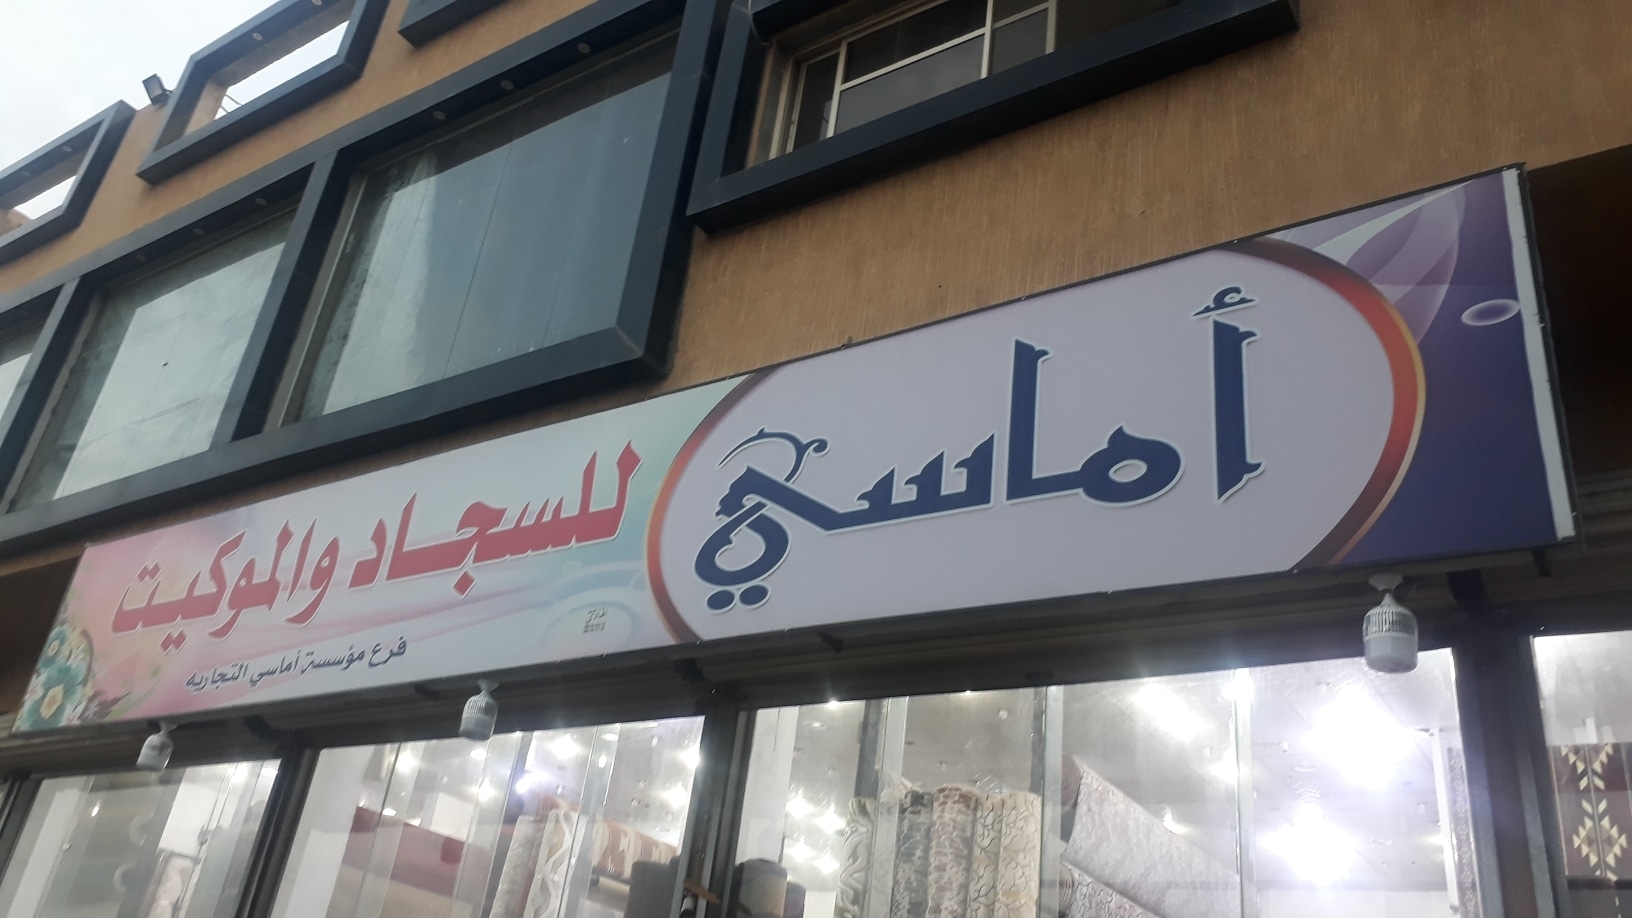 أماسي
للسجاد والموكيت
فرع مؤسسة أماسي التجاريه